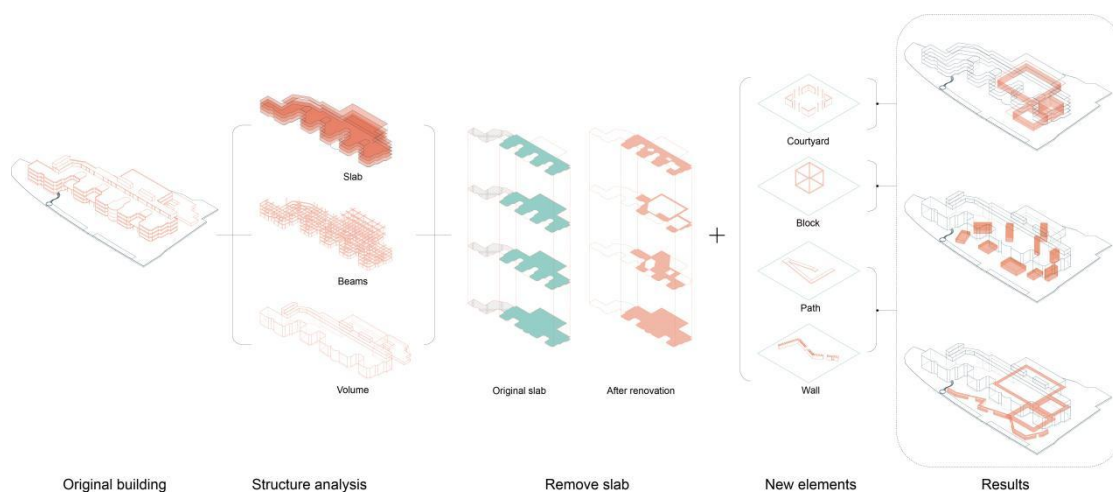 Slab
Beams
Volume
Original slab
After renovation
+
Courtyard
Block
Path
Wall
Original building
Structure analysis
Remove slab
New elements
Results